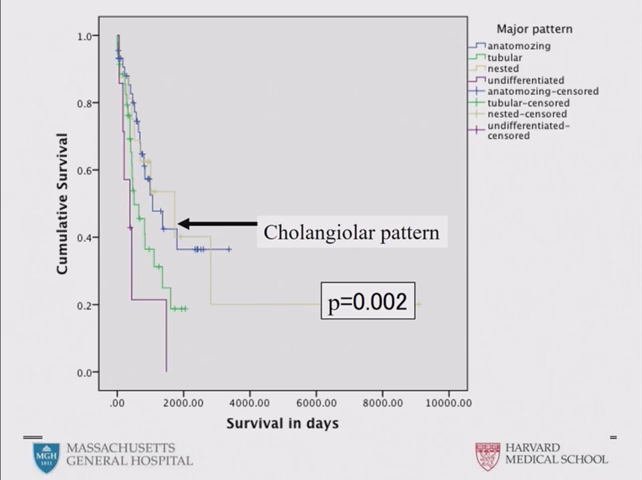 Major pattern
anatomozing
tubular
nested
undifferentiated
anatomozing-censored
tubular-censored
nested-censored
undifferentiated-
censored
1.0
0.8
0.6
0.4
0.2
0.0
Cumulative Survival
Cholangiolar pattern
p=0.002
.00
2000.00
4000.00
6000.00
8000.00
10000.00
Survival in days
MGH
1811
MASSACHUSETTS
GENERAL HOSPITAL
HARVARD
MEDICAL SCHOOL